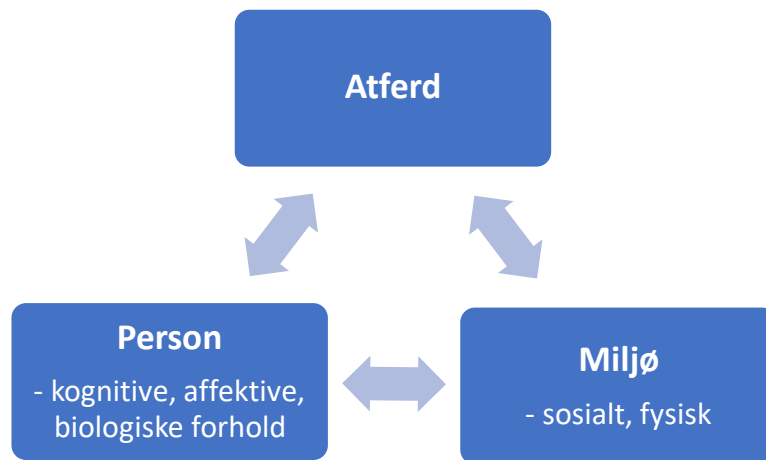 Atferd
Person
- kognitive, affektive,
biologiske forhold
Miljø
- sosialt, fysisk